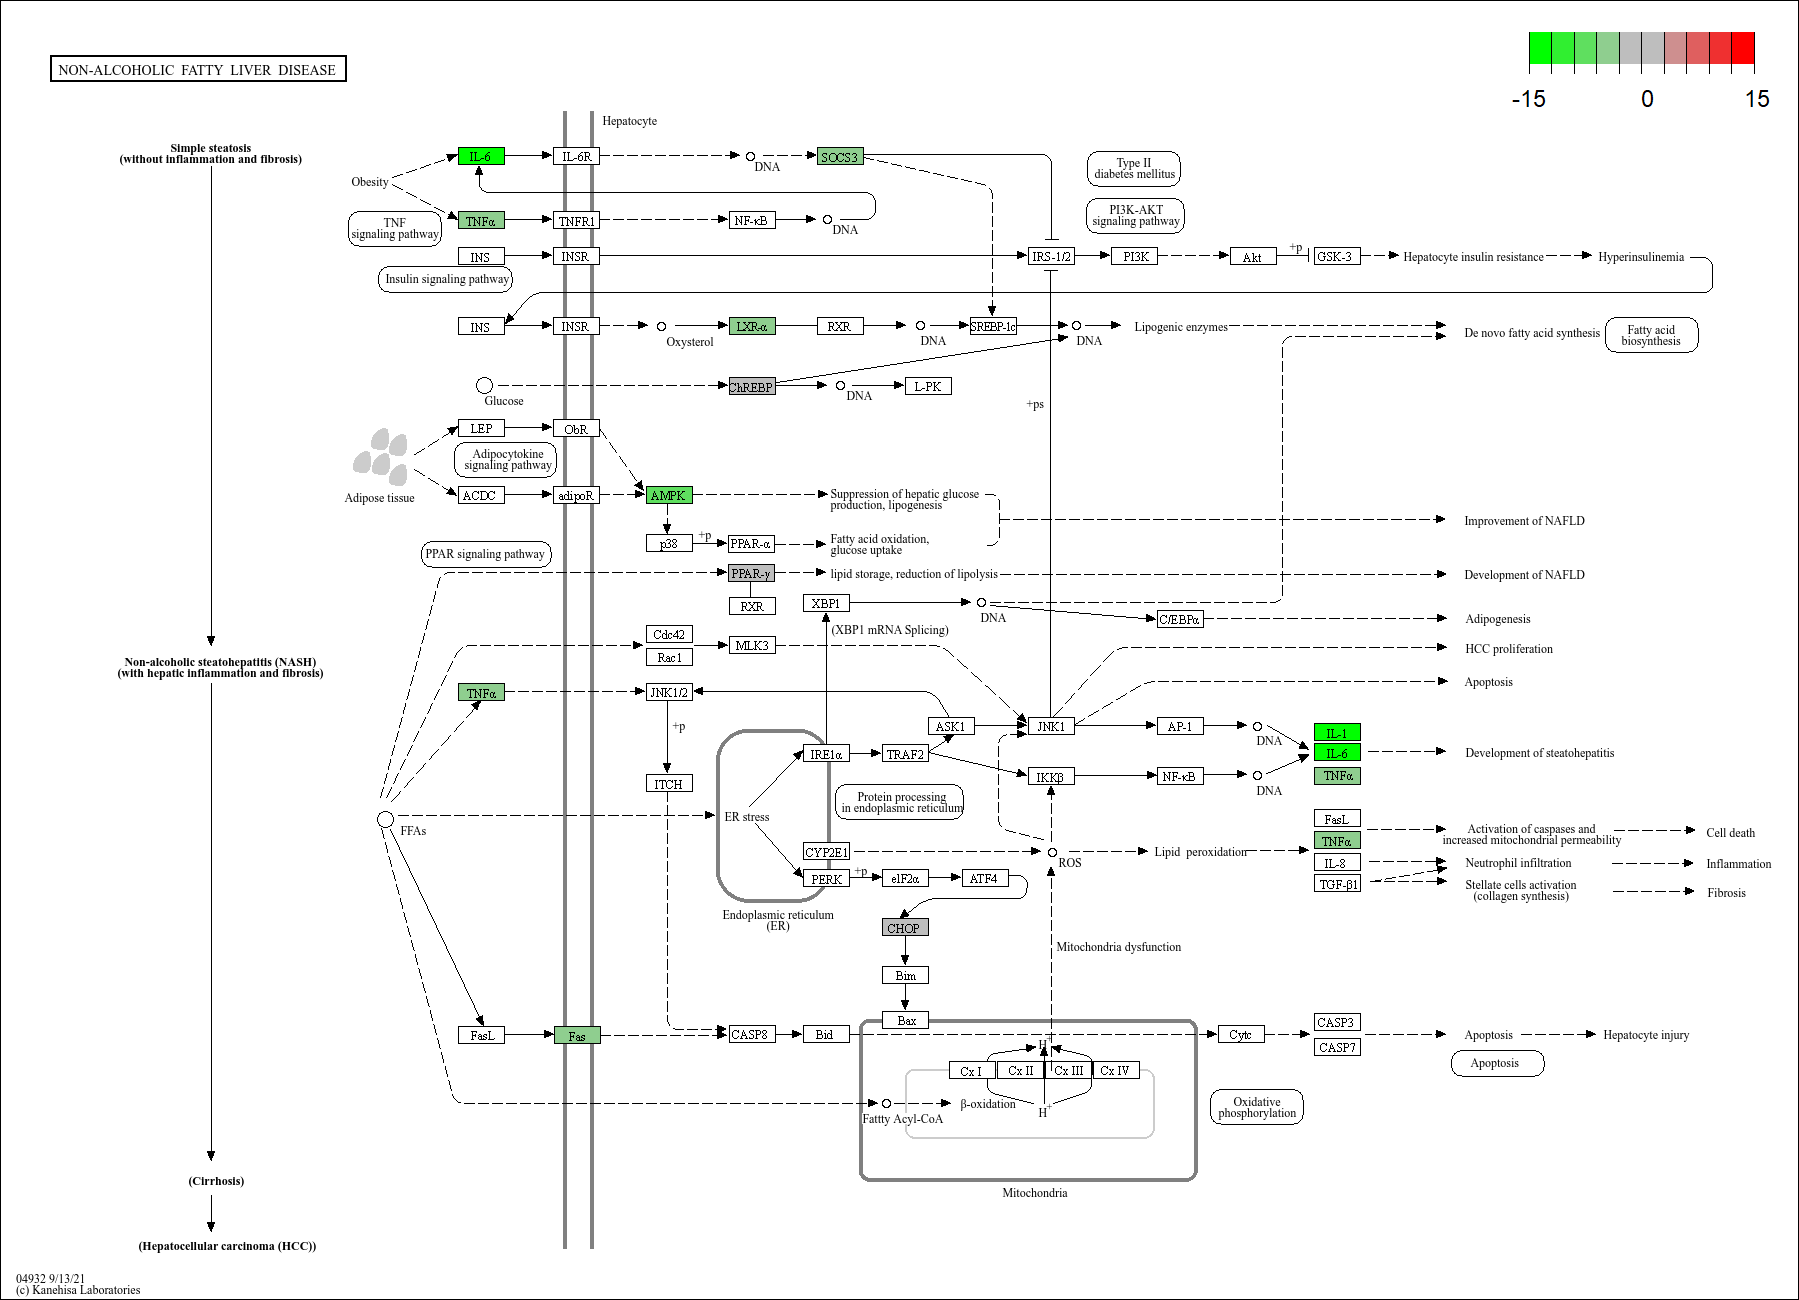 NON-ALCOHOLIC FATTY LIVER DISEASE
-15 0 15
Hepatocyte
Simple steatosis
(without inflammation and fibrosis)
IL-6
IL-6R
DNA
SOCS3
Type II
diabetes mellitus
Obesity
TNF
signaling pathway
TNFα
TNFR1
NF-κB
DNA
PI3K-AKT
signaling pathway
INS
INSR
IRS-1/2
PI3K
Akt
+p
GSK-3
Hepatocyte insulin resistance
Hyperinsulinemia
Insulin signaling pathway
INS
INSR
Oxysterol
LXR-α
RXR
DNA
SREBP-1c
DNA
Lipogenic enzymes
De novo fatty acid synthesis
Fatty acid
biosynthesis
Glucose
ChREBP
DNA
L-PK
+ps
LEP
ObR
Adipocytokine
signaling pathway
Adipose tissue
ACDC
adipoR
AMPK
Suppression of hepatic glucose
production, lipogenesis
Improvement of NAFLD
p38
+p
PPAR-α
Fatty acid oxidation,
glucose uptake
PPAR signaling pathway
PPAR-γ
lipid storage, reduction of lipolysis
Development of NAFLD
RXR
XBP1
DNA
(XBP1 mRNA Splicing)
C/EBPα
Adipogenesis
Cdc42
Rac1
MLK3
HCC proliferation
Non-alcoholic steatohepatitis (NASH)
(with hepatic inflammation and fibrosis)
TNFα
JNK1/2
Apoptosis
+p
ASK1
JNK1
AP-1
DNA
IL-1
IL-6
TNFα
Development of steatohepatitis
IRE1α
TRAF2
IKKβ
NF-κB
DNA
ITCH
Protein processing
in endoplasmic reticulum
ER stress
FFAs
FasL
TNFα
IL-8
TGF-β1
Activation of caspases and
increased mitochondrial permeability
Cell death
CYP2E1
ROS
Lipid peroxidation
Neutrophil infiltration
Inflammation
PERK
+p
eIF2α
ATF4
Stellate cells activation
(collagen synthesis)
Fibrosis
Endoplasmic reticulum
(ER)
CHOP
Mitochondria dysfunction
Bim
Bax
FasL
Fas
CASP8
Bid
Cytc
CASP3
CASP7
Apoptosis
Hepatocyte injury
Apoptosis
H+
Cx I
Cx II
Cx III
Cx IV
β-oxidation
H+
Fattty Acyl-CoA
Oxidative
phosphorylation
Mitochondria
(Cirrhosis)
(Hepatocellular carcinoma (HCC))
04932 9/13/21
(c) Kanehisa Laboratories